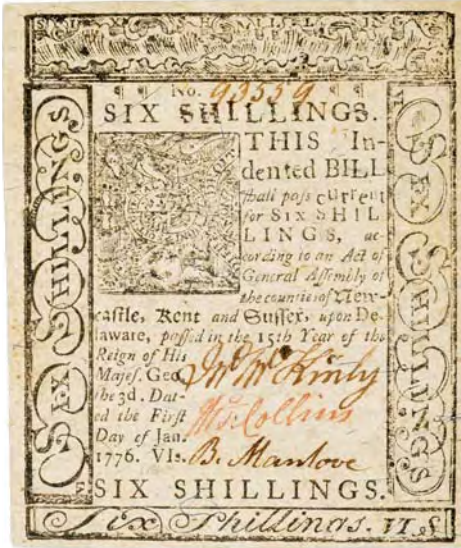 SIX SHILLINGS
No. 93559
SIX SHILLINGS.
THIS In-
dented BILL
shall pass current
for SIX SHIL
LINGS, ac-
cording to an Act of
General Assembly of
the counties of New-
castle, Kent and Sussex, upon De-
laware, passed in the 15th Year of the
Reign of His
Majes. Geo.
the 3d. Dat-
ed the First
Day of Jan.
1776. VIs.
Jno. McKinly
Ths. Collins
B. Manlove
SIX SHILLINGS
SIX SHILLINGS.
Six Shillings.